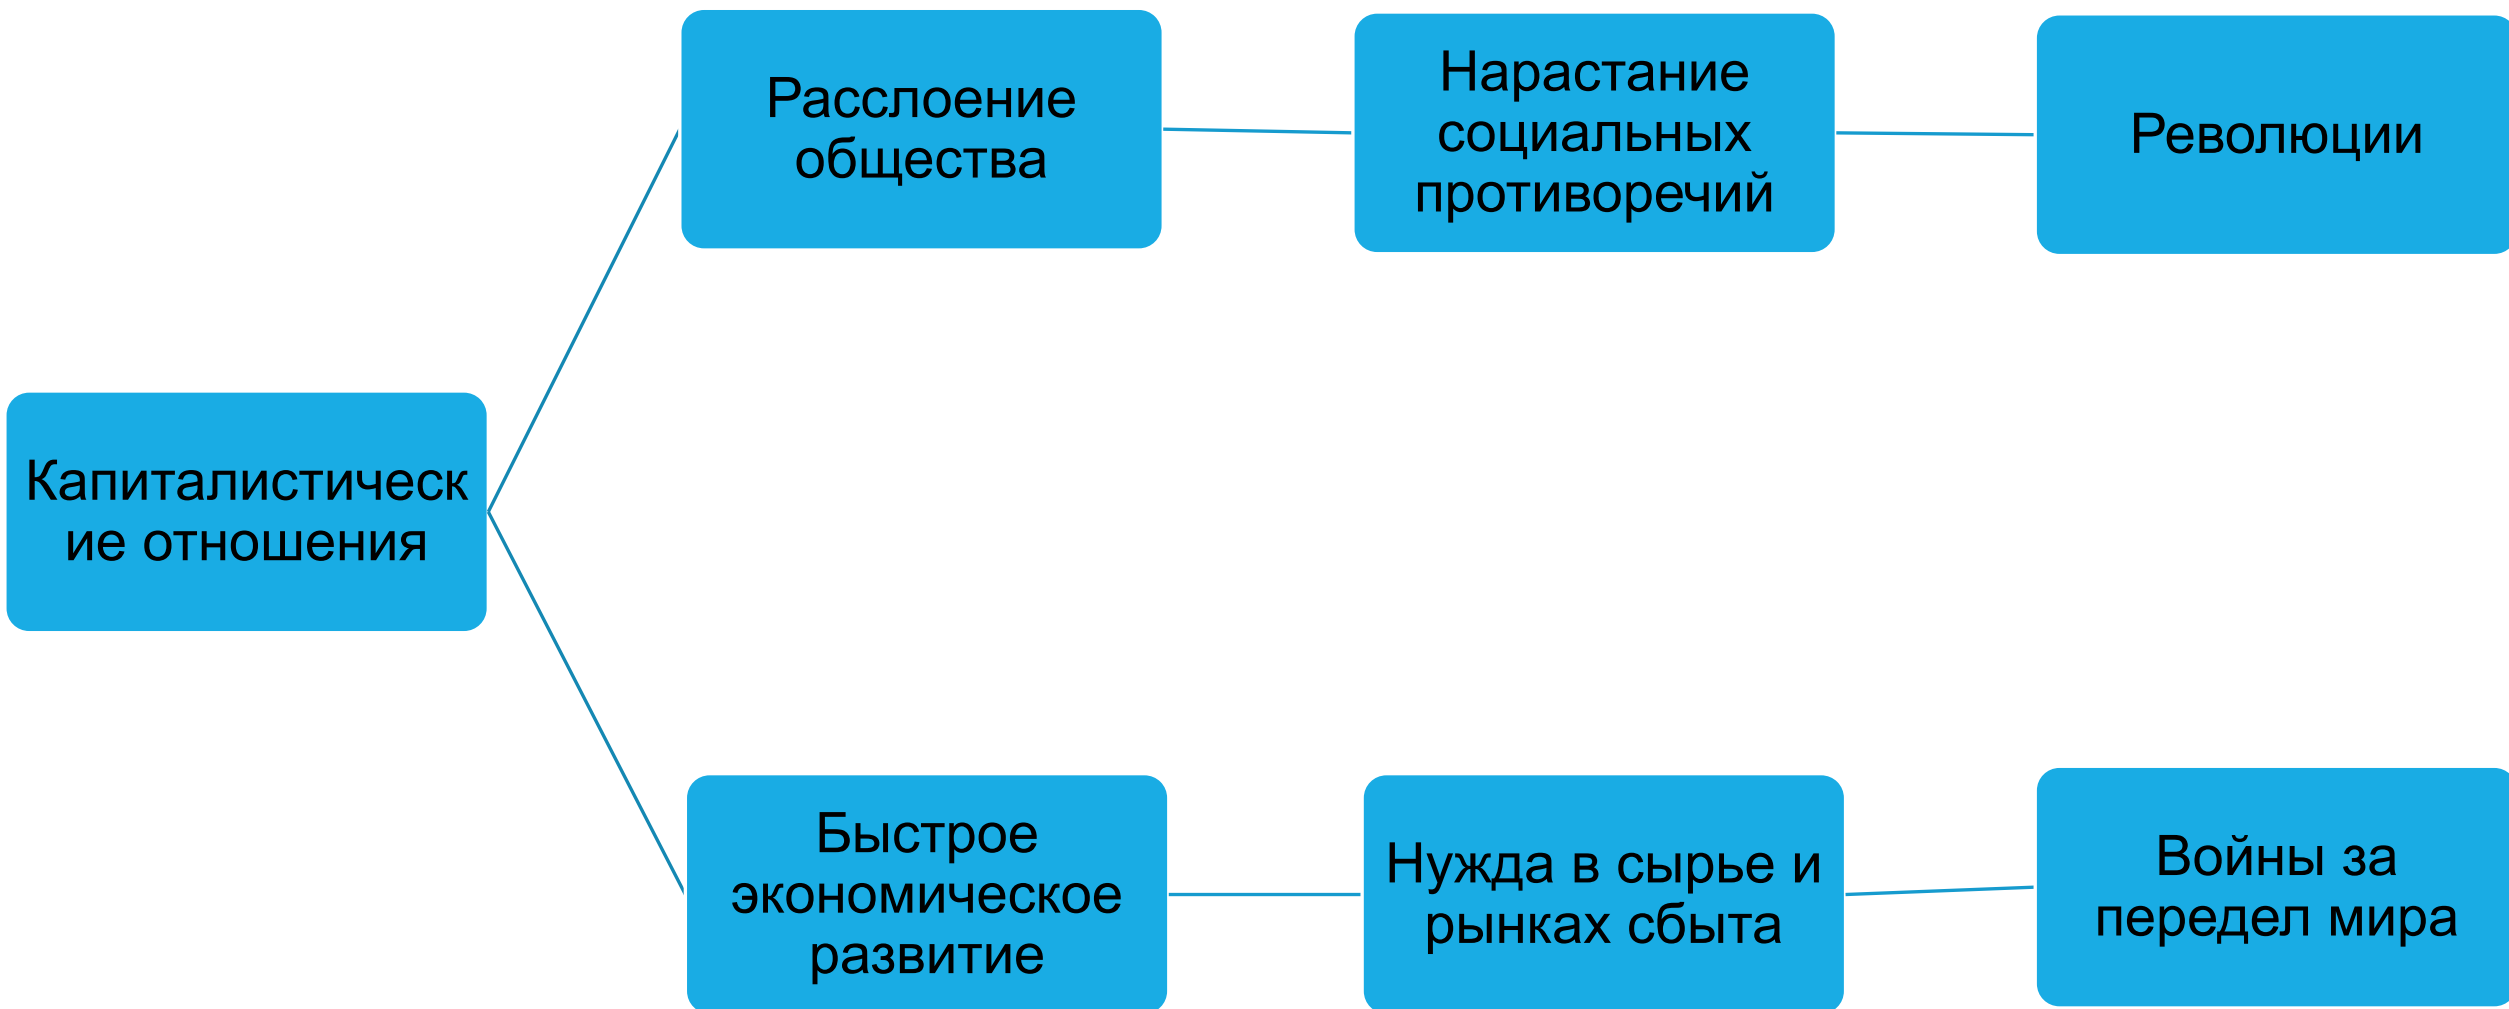 Расслоение
общества
Нарастание
социальных
противоречий
Революции
Капиталистическ
ие отношения
Быстрое
экономическое
развитие
Нужда в сырье и
рынках сбыта
Войны за
передел мира